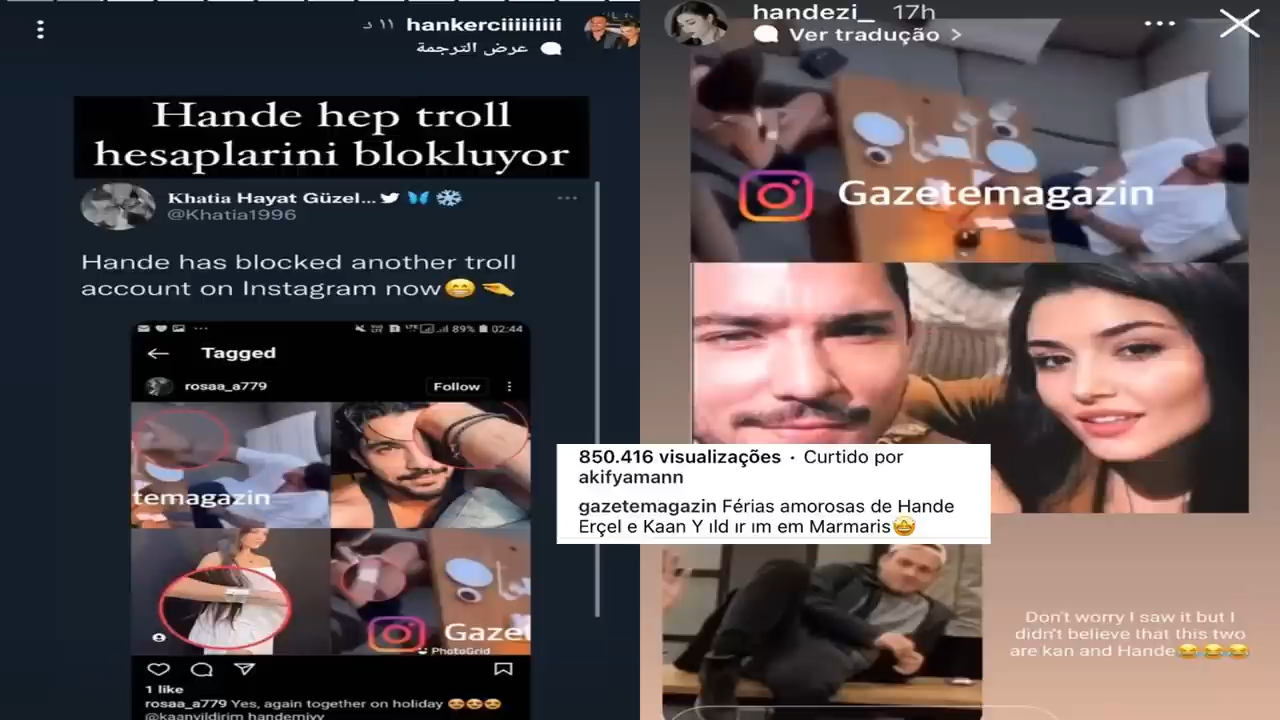 hankerciiiiiiiii ١١ د
عرض الترجمة
Hande hep troll
hesaplarini blokluyor
Khatia Hayat Güzel...
@Khatia1996
Hande has blocked another troll
account on Instagram now😁🤏
89% 02:44
Tagged
rosaa_a779
Follow
temagazin
Gazet
PhotoGrid
1 like
rosaa_a779 Yes, again together on holiday 😍😍😍
@kaanyildirim handemiyy
handezi_ 17h
Ver tradução >
Gazetemagazin
850.416 visualizações · Curtido por
akifyamann
gazetemagazin Férias amorosas de Hande
Erçel e Kaan Y ıld ır ım em Marmaris🤩
Don't worry I saw it but I
didn't believe that this two
are kan and Hande😂😂😂